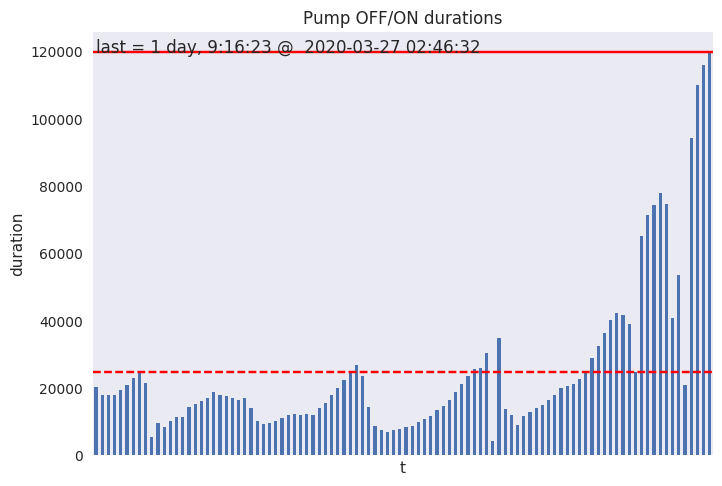 Pump OFF/ON durations
last = 1 day, 9:16:23 @  2020-03-27 02:46:32
120000
100000
80000
60000
40000
20000
0
duration
t